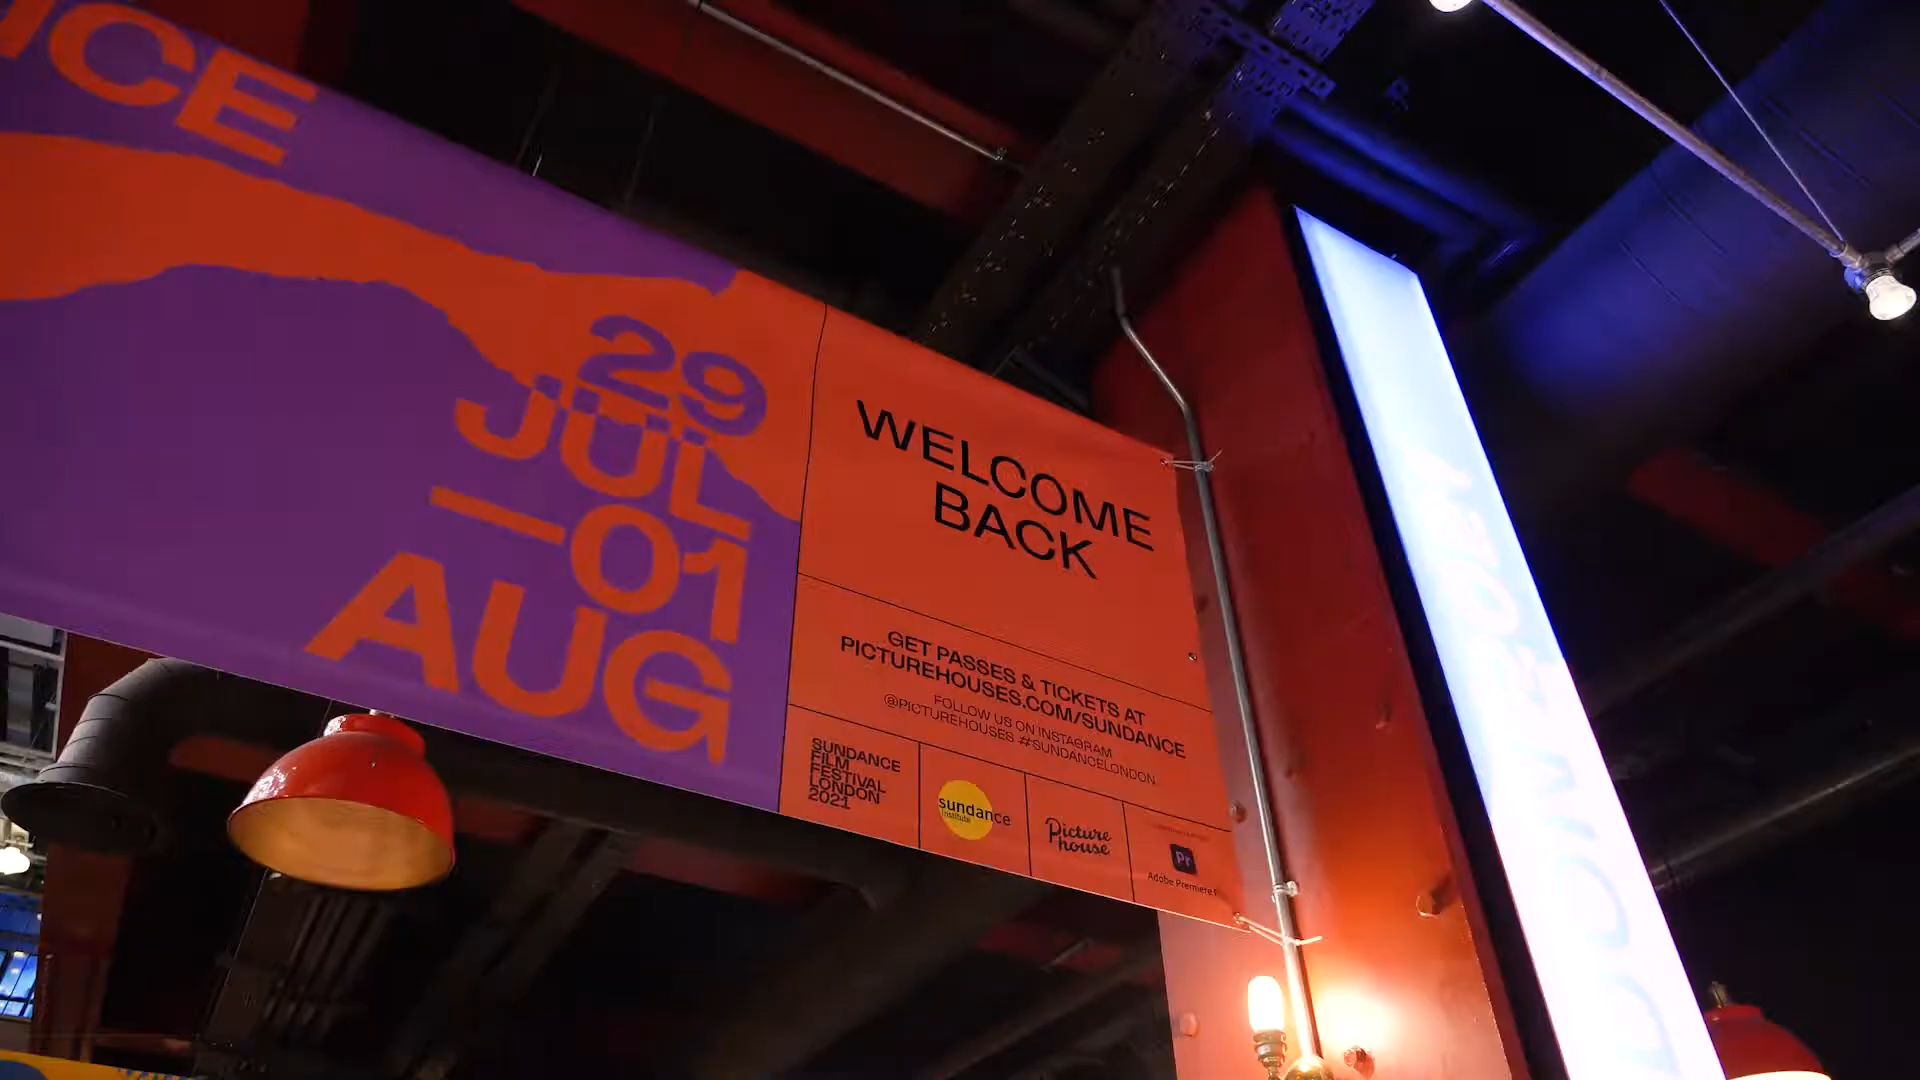 29
JUL
—01
AUG
WELCOME
BACK
GET PASSES & TICKETS AT
PICTUREHOUSES.COM/SUNDANCE
FOLLOW US ON INSTAGRAM
@PICTUREHOUSES #SUNDANCELONDON
SUNDANCE
FILM
FESTIVAL
LONDON
2021
sundance
institute
Picture
house
Pr
Adobe Premiere